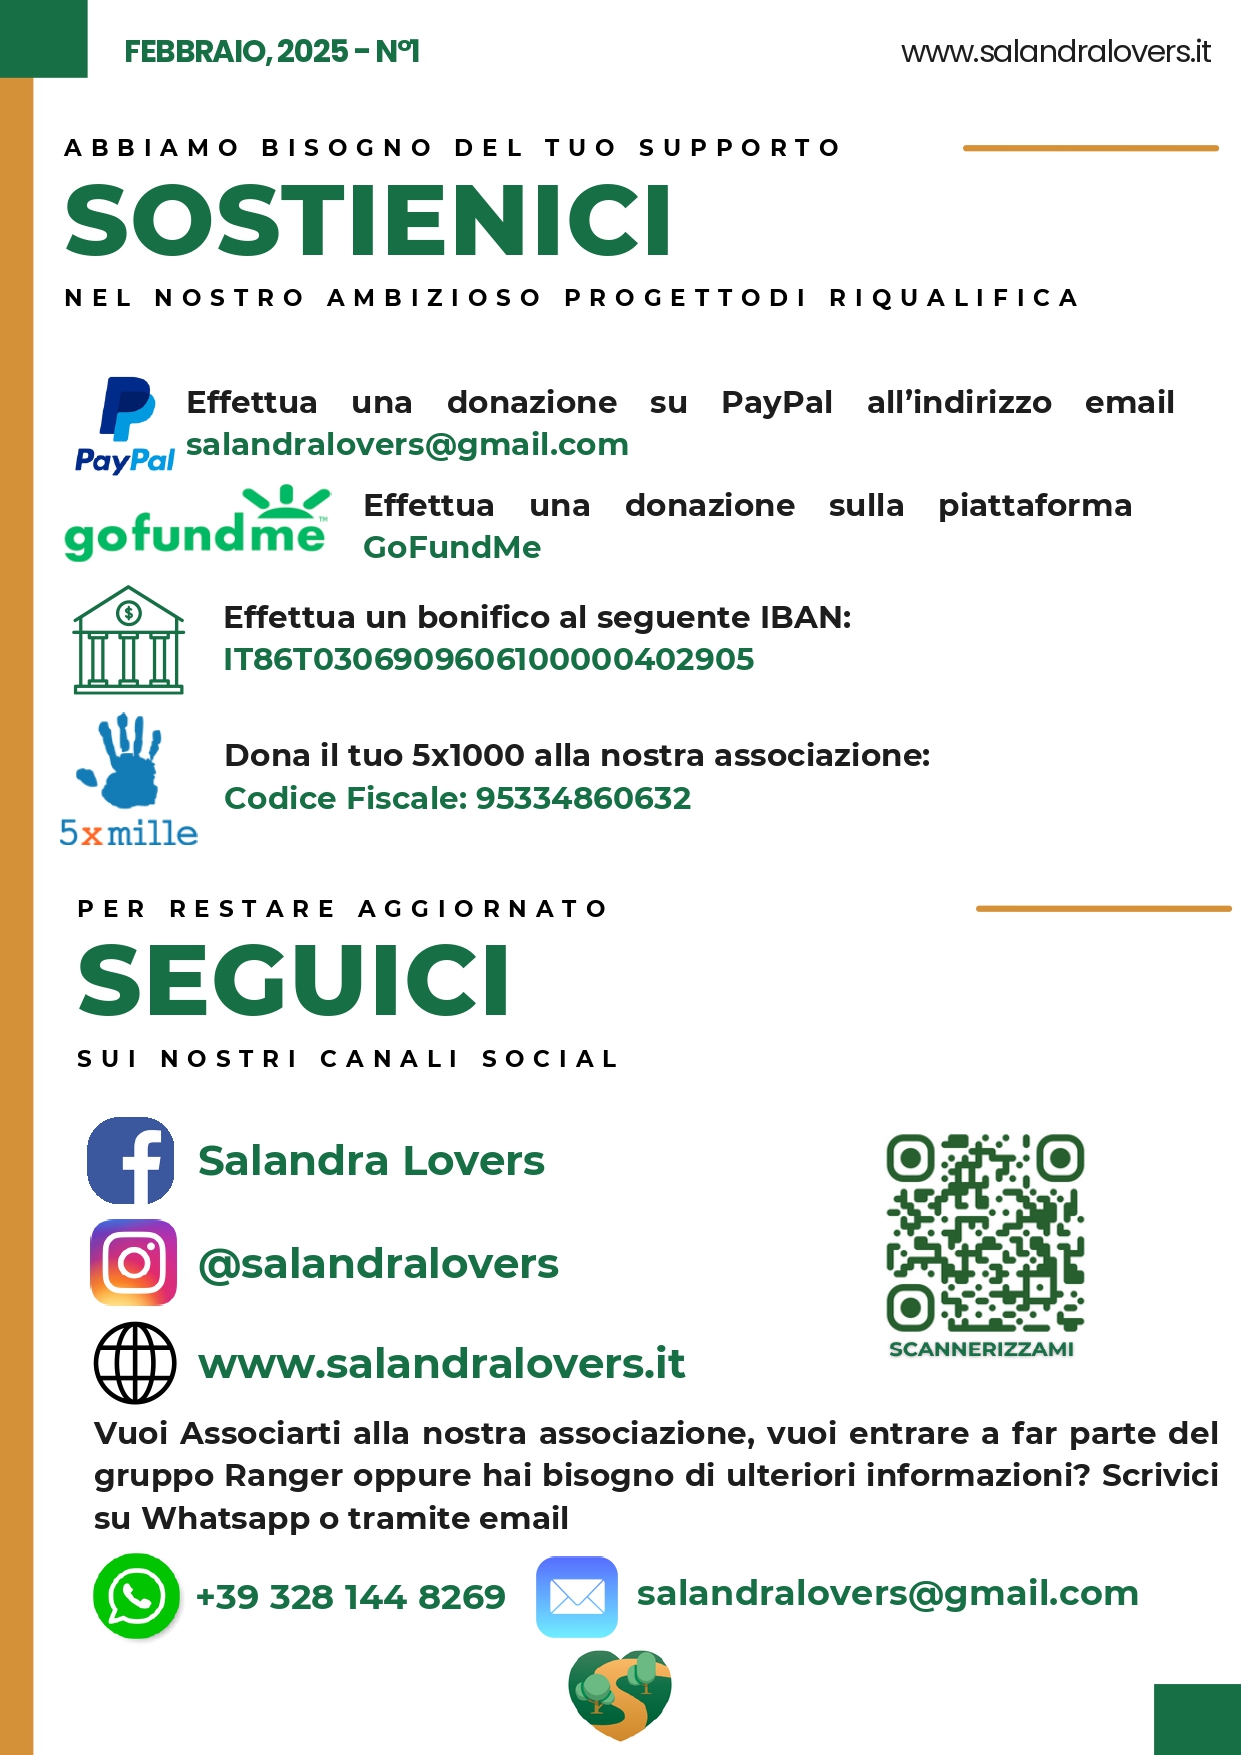 FEBBRAIO, 2025 – N°1
www.salandralovers.it
ABBIAMO BISOGNO DEL TUO SUPPORTO
SOSTIENICI
NEL NOSTRO AMBIZIOSO PROGETTODI RIQUALIFICA
PayPal
Effettua una donazione su PayPal all’indirizzo email
salandralovers@gmail.com
gofundme™
Effettua una donazione sulla piattaforma
GoFundMe
$
Effettua un bonifico al seguente IBAN:
IT86T0306909606100000402905
5xmille
Dona il tuo 5x1000 alla nostra associazione:
Codice Fiscale: 95334860632
PER RESTARE AGGIORNATO
SEGUICI
SUI NOSTRI CANALI SOCIAL
Salandra Lovers
@salandralovers
www.salandralovers.it
SCANNERIZZAMI
Vuoi Associarti alla nostra associazione, vuoi entrare a far parte del
gruppo Ranger oppure hai bisogno di ulteriori informazioni? Scrivici
su Whatsapp o tramite email
+39 328 144 8269
salandralovers@gmail.com